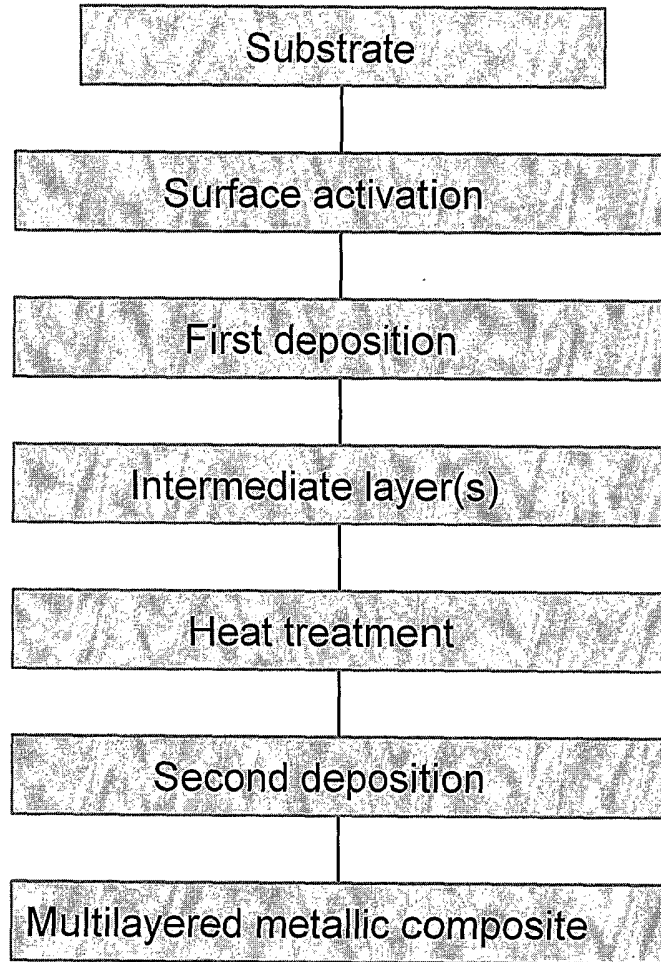 Substrate
Surface activation
First deposition
Intermediate layer(s)
Heat treatment
Second deposition
Multilayered metallic composite